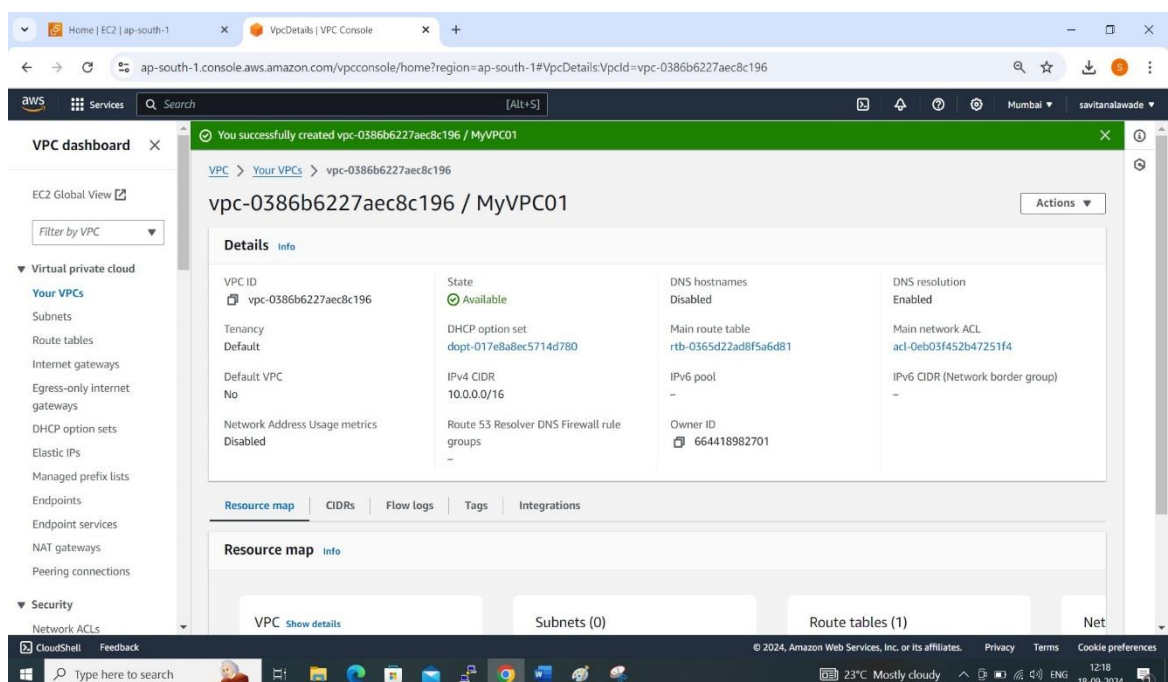 Home | EC2 | ap-south-1
VpcDetails | VPC Console
ap-south-1.console.aws.amazon.com/vpcconsole/home?region=ap-south-1#VpcDetails:VpcId=vpc-0386b6227aec8c196
S
aws Services Search [Alt+S] Mumbai savitanalawade
VPC dashboard
EC2 Global View
Filter by VPC
Virtual private cloud
Your VPCs
Subnets
Route tables
Internet gateways
Egress-only internet
gateways
DHCP option sets
Elastic IPs
Managed prefix lists
Endpoints
Endpoint services
NAT gateways
Peering connections
Security
Network ACLs
You successfully created vpc-0386b6227aec8c196 / MyVPC01
VPC > Your VPCs > vpc-0386b6227aec8c196
vpc-0386b6227aec8c196 / MyVPC01
Actions
Details Info
VPC ID
vpc-0386b6227aec8c196
State
Available
DNS hostnames
Disabled
DNS resolution
Enabled
Tenancy
Default
DHCP option set
dopt-017e8a8ec5714d780
Main route table
rtb-0365d22ad8f5a6d81
Main network ACL
acl-0eb03f452b47251f4
Default VPC
No
IPv4 CIDR
10.0.0.0/16
IPv6 pool
–
IPv6 CIDR (Network border group)
–
Network Address Usage metrics
Disabled
Route 53 Resolver DNS Firewall rule
groups
–
Owner ID
664418982701
Resource map CIDRs Flow logs Tags Integrations
Resource map Info
VPC Show details
Subnets (0)
Route tables (1)
Net
CloudShell Feedback © 2024, Amazon Web Services, Inc. or its affiliates. Privacy Terms Cookie preferences
Type here to search 23°C Mostly cloudy ENG 12:18
18-09-2024